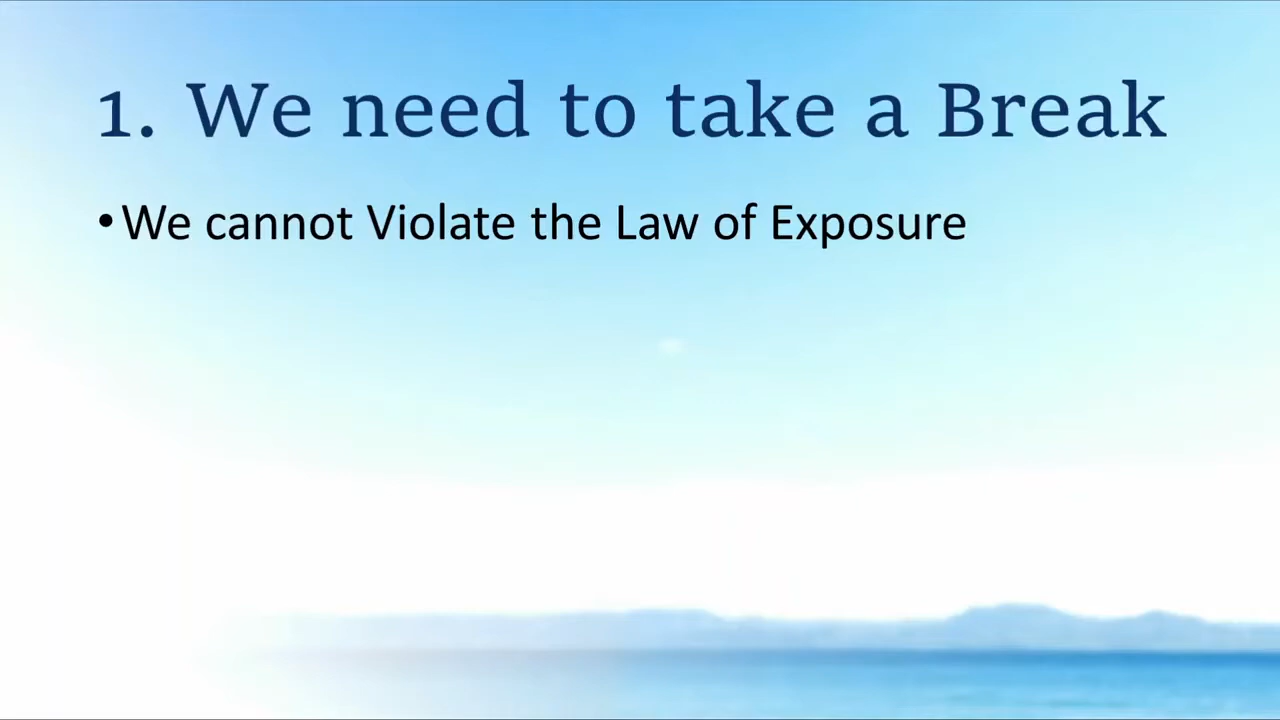 1. We need to take a Break
• We cannot Violate the Law of Exposure